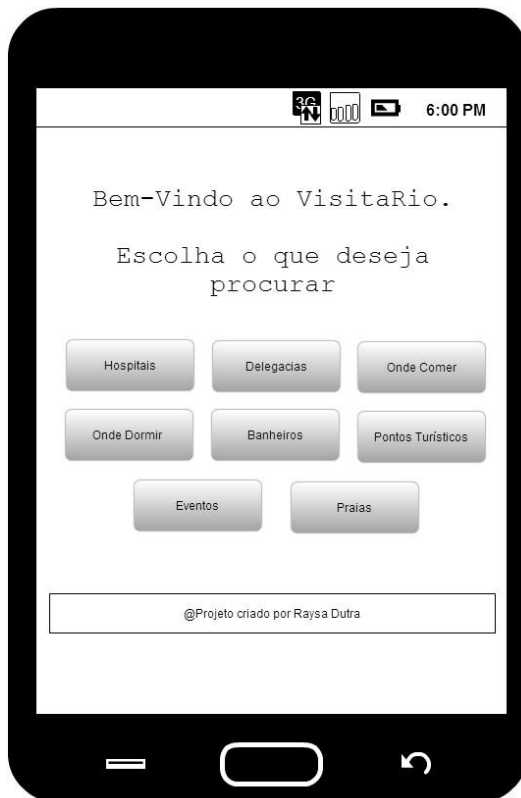 3G
6:00 PM
Bem-Vindo ao VisitaRio.
Escolha o que deseja
procurar
Hospitais
Delegacias
Onde Comer
Onde Dormir
Banheiros
Pontos Turísticos
Eventos
Praias
@Projeto criado por Raysa Dutra